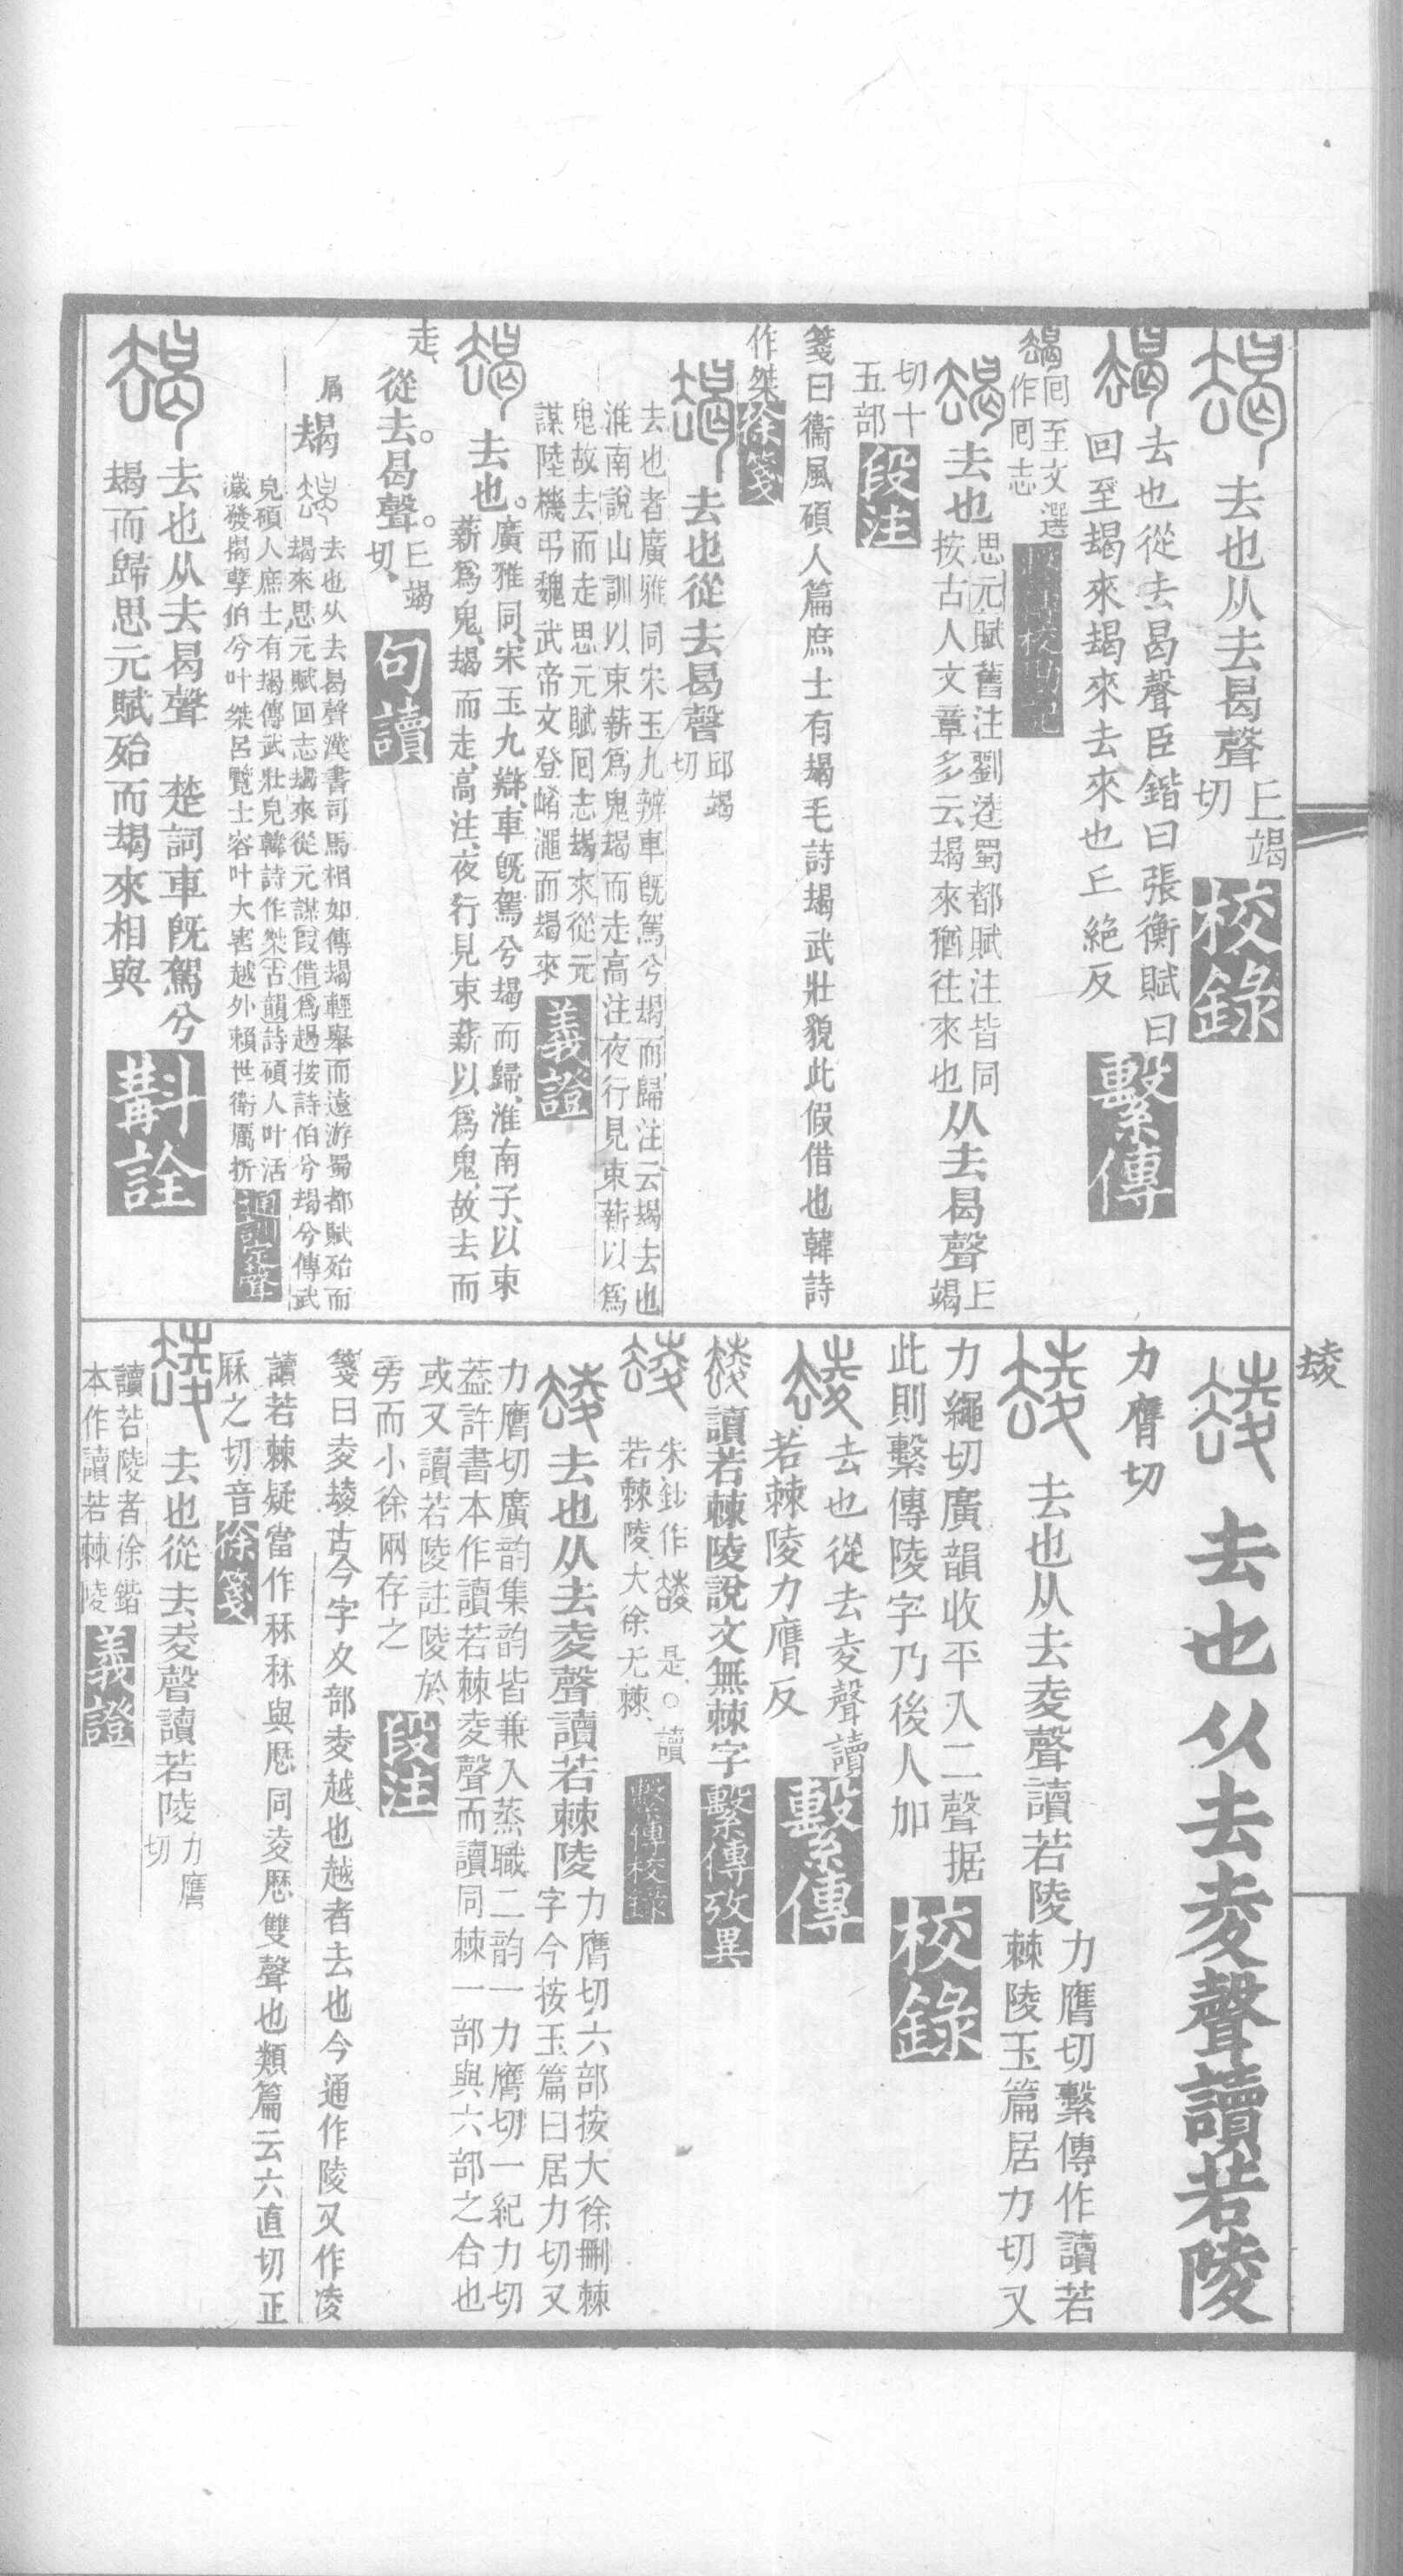 朅去也从去曷聲
丘竭
切
校錄
朅去也從去曷聲臣鍇曰張衡賦曰
回至朅來朅來去來也丘絶反
繫傳
朅囘至文選
作囘志
朅去也
思元賦舊注劉逵蜀都賦注皆同
按古人文章多云朅來猶往來也
从去曷聲
丘
竭
切十
五部
段注
箋曰衞風碩人篇庶士有朅毛詩朅武壯貌此假借也韓詩
作桀
徐箋
朅去也從去曷聲
邱竭
切
去也者廣雅同宋玉九辨車旣駕兮朅而歸注云朅去也
淮南說山訓以束薪爲鬼朅而走高注夜行見束薪以爲
鬼故去而走思元賦囘志朅來從元
謀陸機弔魏武帝文登崤澠而朅來
義證
朅去也。
廣雅同、宋玉九辯、車旣駕兮朅而歸、淮南子、以束
薪爲鬼、朅而走、高注、夜行見束薪、以爲鬼、故去而
走、
從去。曷聲。
丘竭
切、
句讀
朅
去也从去曷聲漢書司馬相如傳朅輕舉而遠游蜀都賦殆而
朅來思元賦回志朅來從元謀叚借爲趌按詩伯兮朅兮傳武
皃碩人庶士有朅傳武壯皃韓詩作桀古韻詩碩人叶活
濊發揭孽伯兮叶桀呂覽士容叶大害越外賴世衛厲折
通訓定聲
朅去也从去曷聲 楚詞車旣駕兮
朅而歸思元賦殆而朅來相與
斠詮
䔖
去也从去夌聲讀若陵
力膺切
去也从去夌聲讀若陵
力膺切繫傳作讀若
棘陵玉篇居力切又
力繩切廣韻收平入二聲据
此則繫傳陵字乃後人加
校錄
去也從去夌聲讀
若棘陵力膺反
繫傳
讀若棘陵說文無棘字
繫傳攷異
朱鈔作是。讀
若棘陵、大徐无棘、
繫傳校錄
去也从去夌聲讀若棘陵
力膺切六部按大徐刪棘
字今按玉篇曰居力切又
力膺切廣韵集韵皆兼入蒸職二韵一力膺切一紀力切
葢許書本作讀若棘夌聲而讀同棘一部與六部之合也
或又讀若陵註陵於
旁而小徐兩存之
段注
箋曰夌䔖古今字夂部夌越也越者去也今通作陵又作凌
讀若棘疑當作秝秝與厤同夌厤雙聲也類篇云六直切正
厤之切音
徐箋
去也從去夌聲讀若陵
力膺
切
讀若陵者徐鍇
本作讀若棘陵
義證